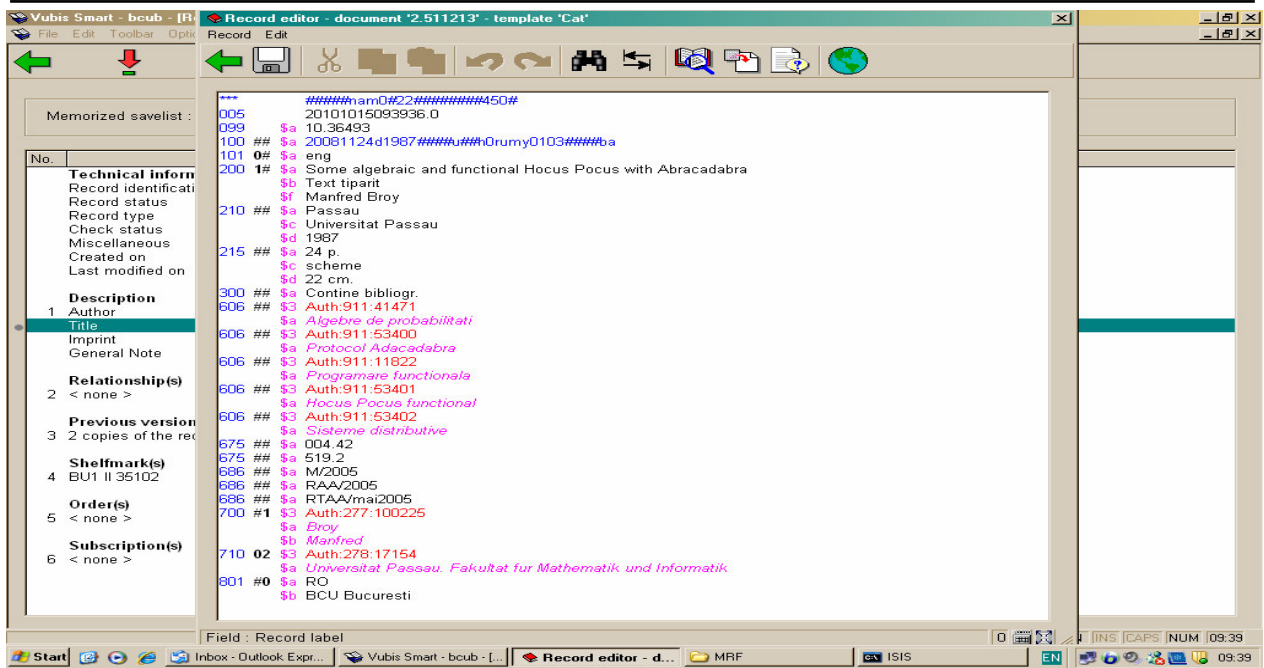 Vubis Smart - bcub - [R
Record editor - document '2.511213' - template 'Cat'
File Edit Toolbar Optic
Record Edit
Memorized savelist :
No.
Technical inform
Record identificati
Record status
Record type
Check status
Miscellaneous
Created on
Last modified on
Description
1 Author
Title
Imprint
General Note
Relationship(s)
2 < none >
Previous version
3 2 copies of the rec
Shelfmark(s)
4 BU1 II 35102
Order(s)
5 < none >
Subscription(s)
6 < none >
*** #####nam0#22########450#
005 20101015093936.0
099 $a 10.36493
100 ## $a 20081124d1987####u##h0rumy0103####ba
101 0# $a eng
200 1# $a Some algebraic and functional Hocus Pocus with Abracadabra
$b Text tiparit
$f Manfred Broy
210 ## $a Passau
$c Universitat Passau
$d 1987
215 ## $a 24 p.
$c scheme
$d 22 cm.
300 ## $a Contine bibliogr.
606 ## $3 Auth:911:41471
$a Algebre de probabilitati
606 ## $3 Auth:911:53400
$a Protocol Adacadabra
606 ## $3 Auth:911:11822
$a Programare functionala
606 ## $3 Auth:911:53401
$a Hocus Pocus functional
606 ## $3 Auth:911:53402
$a Sisteme distributive
675 ## $a 004.42
675 ## $a 519.2
686 ## $a M/2005
686 ## $a RAA/2005
686 ## $a RTAA/mai2005
700 #1 $3 Auth:277:100225
$a Broy
$b Manfred
710 02 $3 Auth:278:17154
$a Universitat Passau. Fakultat fur Mathematik und Informatik
801 #0 $a RO
$b BCU Bucuresti
Field : Record label
0
INS CAPS NUM 09:39
Start Inbox - Outlook Expr... Vubis Smart - bcub - [... Record editor - d... MRF ISIS EN 09:39